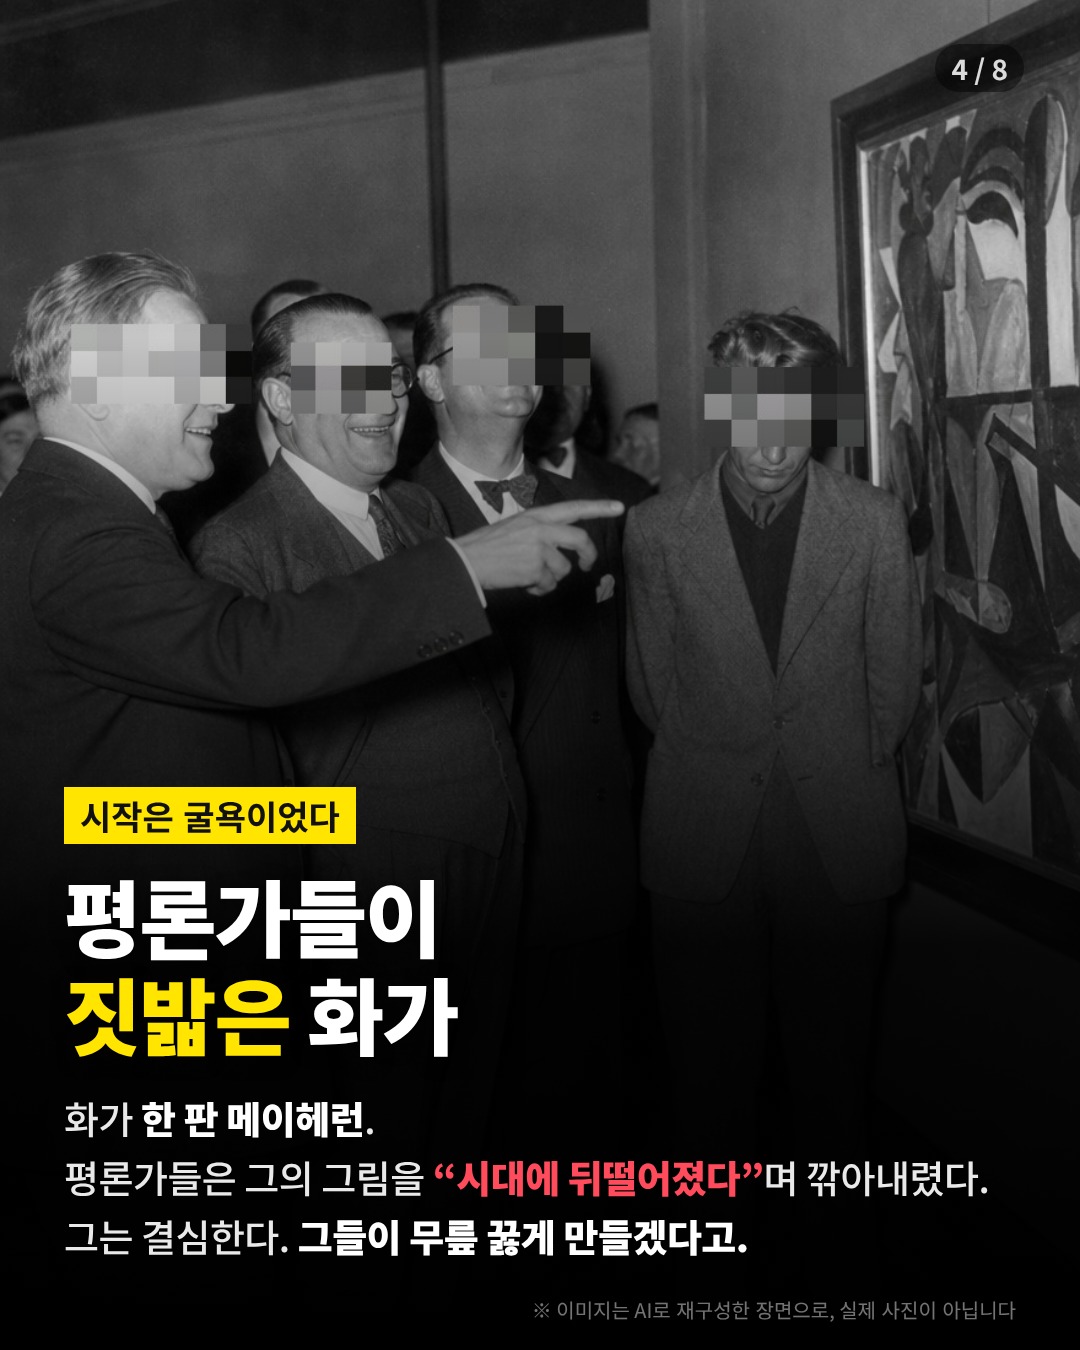 4 / 8
시작은 굴욕이었다
평론가들이
짓밟은 화가
화가 한 판 메이헤런.
평론가들은 그의 그림을 “시대에 뒤떨어졌다”며 깎아내렸다.
그는 결심한다. 그들이 무릎 꿇게 만들겠다고.
※ 이미지는 AI로 재구성한 장면으로, 실제 사진이 아닙니다